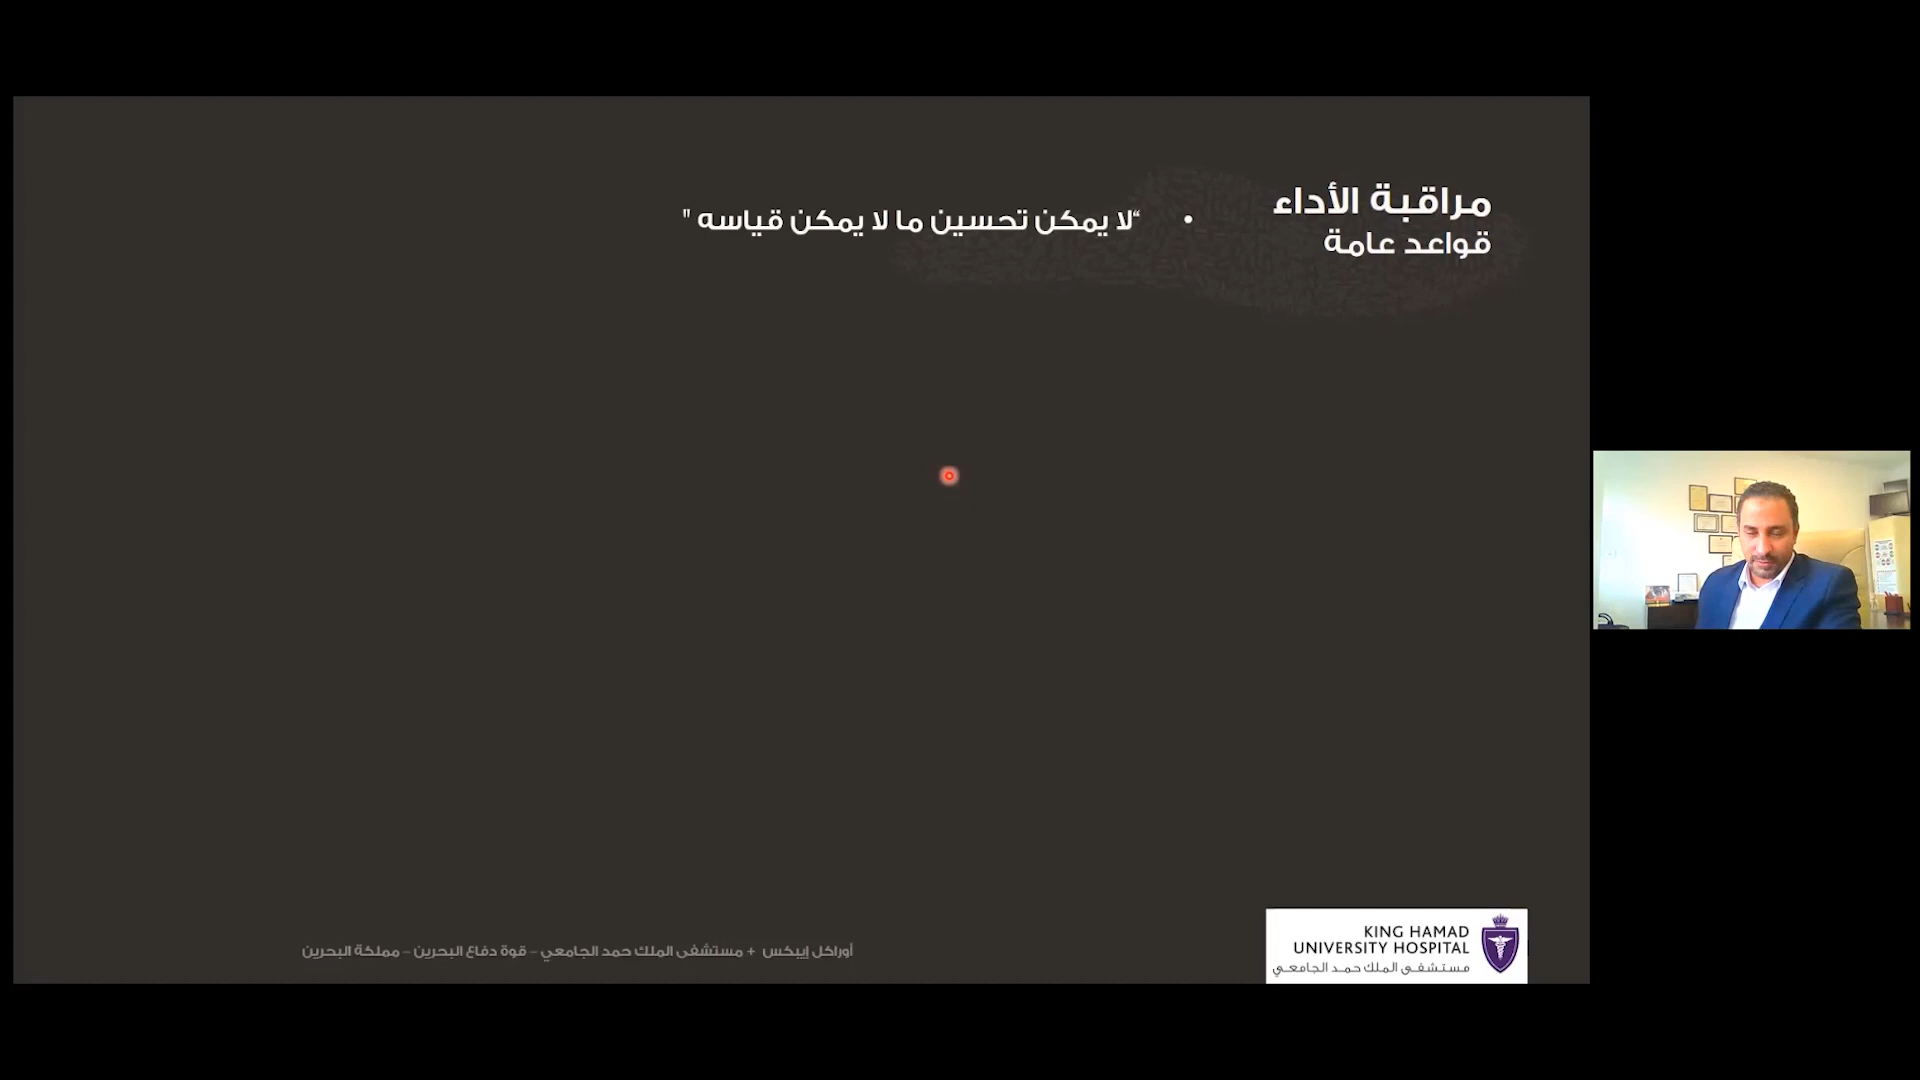 مراقبة الأداء
قواعد عامة
• “لا يمكن تحسين ما لا يمكن قياسه "
أوراكل إيبكس + مستشفى الملك حمد الجامعي – قوة دفاع البحرين – مملكة البحرين
KING HAMAD
UNIVERSITY HOSPITAL
مستشفى الملك حمد الجامعي